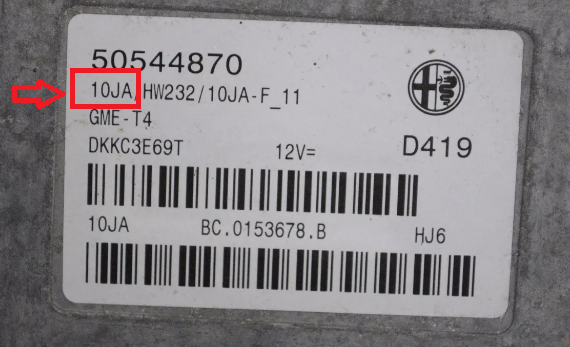 50544870
10JA/HW232/10JA-F_11
GME-T4
DKKC3E69T 12V= D419
10JA BC.0153678.B HJ6